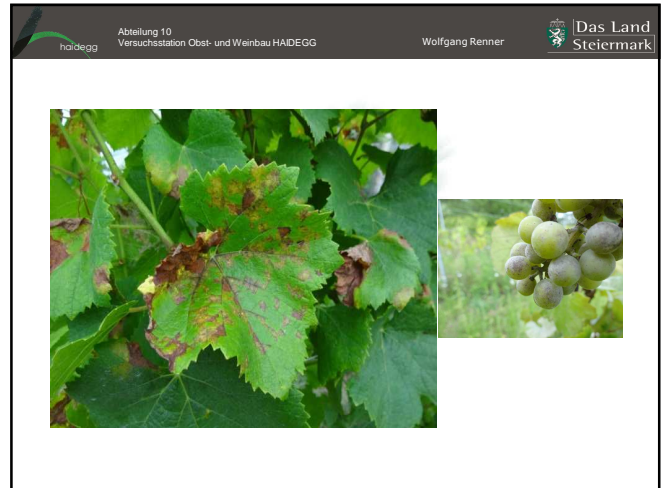 haidegg
Abteilung 10
Versuchsstation Obst- und Weinbau HAIDEGG
Wolfgang Renner
Das Land
Steiermark